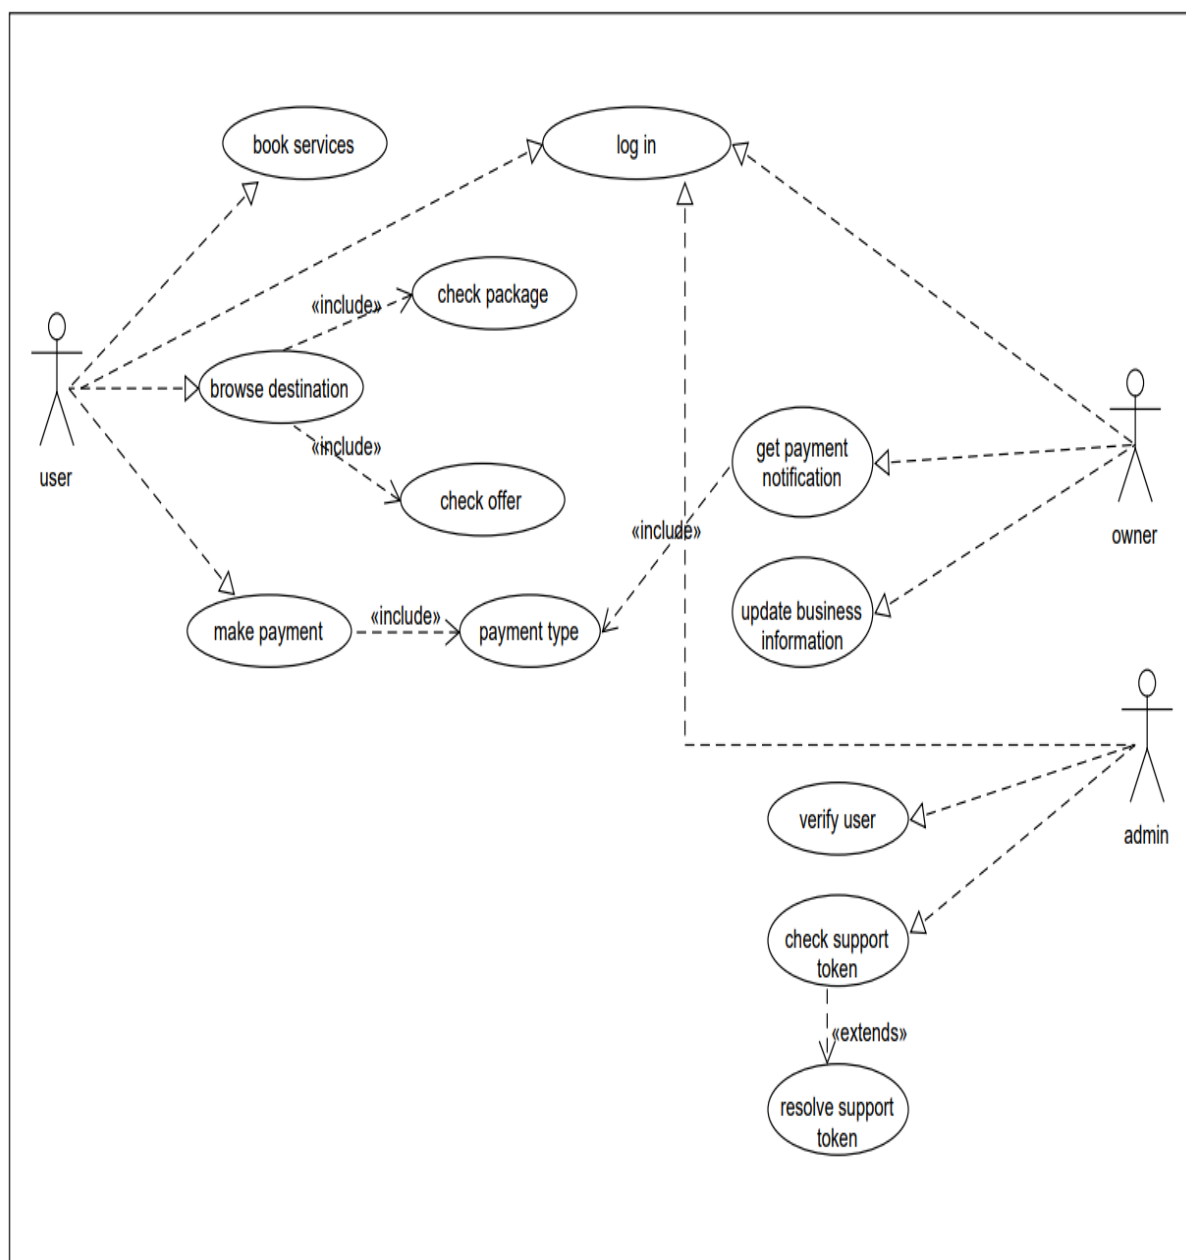 book services
log in
check package
«include»
browse destination
user
«include»
check offer
get payment
notification
«include»
owner
update business
information
make payment
«include»
payment type
verify user
admin
check support
token
«extends»
resolve support
token